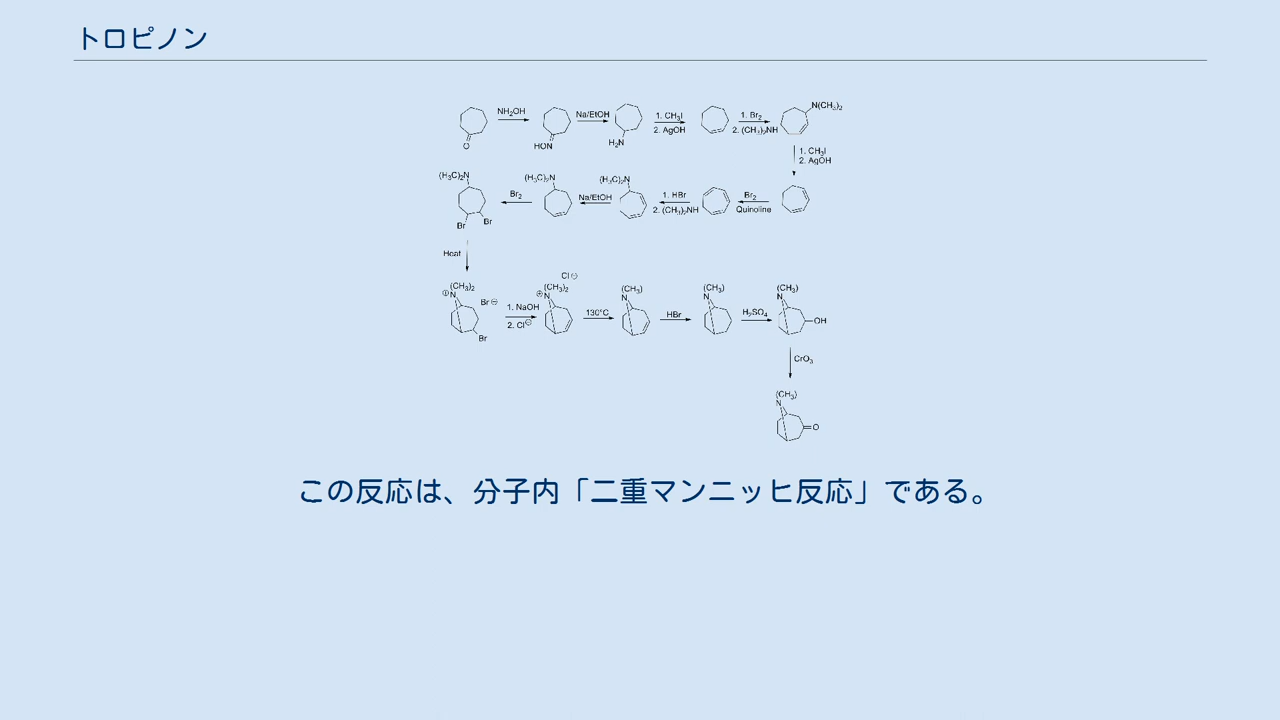 トロピノン
NH₂OH
Na/EtOH
1. CH₃I
2. AgOH
1. Br₂
2. (CH₃)₂NH
N(CH₃)₂
O
HON
H₂N
1. CH₃I
2. AgOH
(H₃C)₂N
Br₂
(H₃C)₂N
Na/EtOH
(H₃C)₂N
1. HBr
2. (CH₃)₂NH
Br₂
Quinoline
Br
Br
Heat
N(CH₃)₂
⊕
Br⊖
Br
1. NaOH
2. Cl⊖
Cl⊖
(CH₃)₂
⊕N
130°C
(CH₃)
N
HBr
(CH₃)
N
H₂SO₄
(CH₃)
N
OH
CrO₃
(CH₃)
N
O
この反応は、分子内「二重マンニッヒ反応」である。